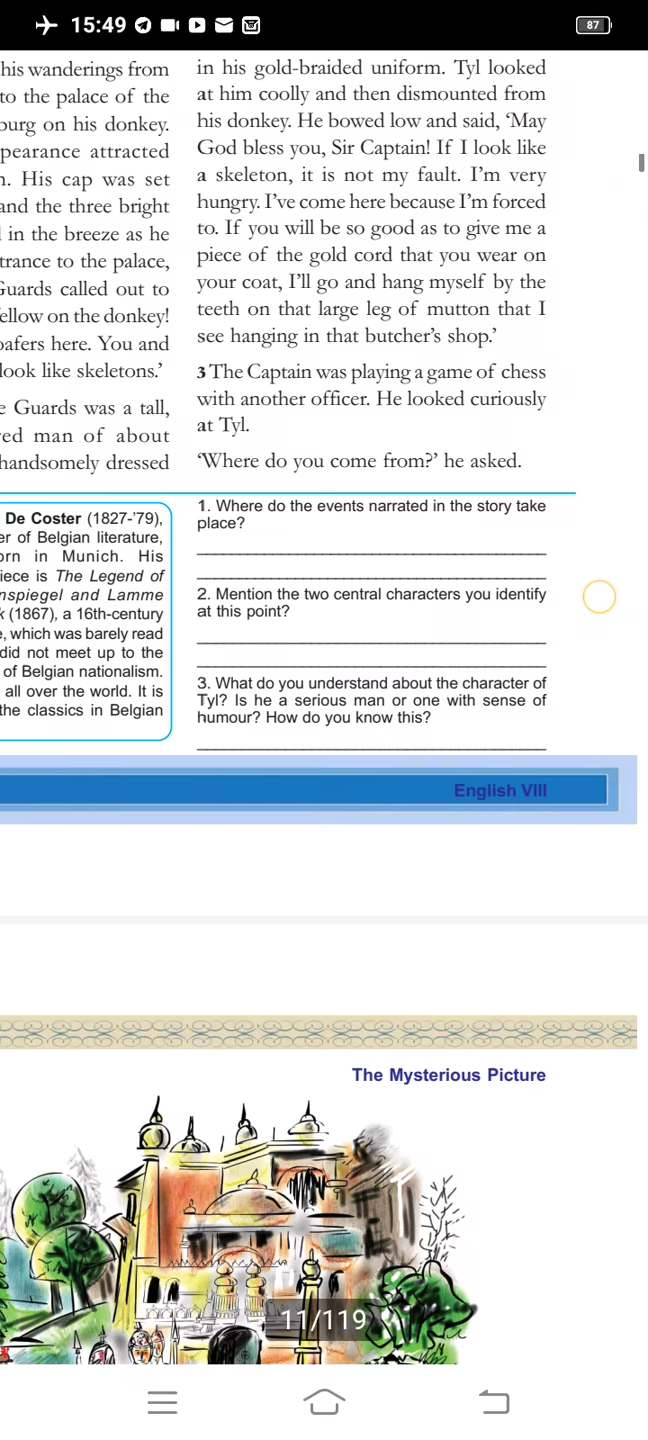 15:49
87
his wanderings from
to the palace of the
burg on his donkey.
pearance attracted
n. His cap was set
and the three bright
l in the breeze as he
trance to the palace,
Guards called out to
ellow on the donkey!
oafers here. You and
look like skeletons.’
e Guards was a tall,
red man of about
handsomely dressed
De Coster (1827-’79),
er of Belgian literature,
orn in Munich. His
iece is The Legend of
nspiegel and Lamme
k (1867), a 16th-century
e, which was barely read
did not meet up to the
of Belgian nationalism.
all over the world. It is
the classics in Belgian
in his gold-braided uniform. Tyl looked
at him coolly and then dismounted from
his donkey. He bowed low and said, ‘May
God bless you, Sir Captain! If I look like
a skeleton, it is not my fault. I’m very
hungry. I’ve come here because I’m forced
to. If you will be so good as to give me a
piece of the gold cord that you wear on
your coat, I’ll go and hang myself by the
teeth on that large leg of mutton that I
see hanging in that butcher’s shop.’
3 The Captain was playing a game of chess
with another officer. He looked curiously
at Tyl.
‘Where do you come from?’ he asked.
1. Where do the events narrated in the story take
place?
2. Mention the two central characters you identify
at this point?
3. What do you understand about the character of
Tyl? Is he a serious man or one with sense of
humour? How do you know this?
English VIII
The Mysterious Picture
11/119